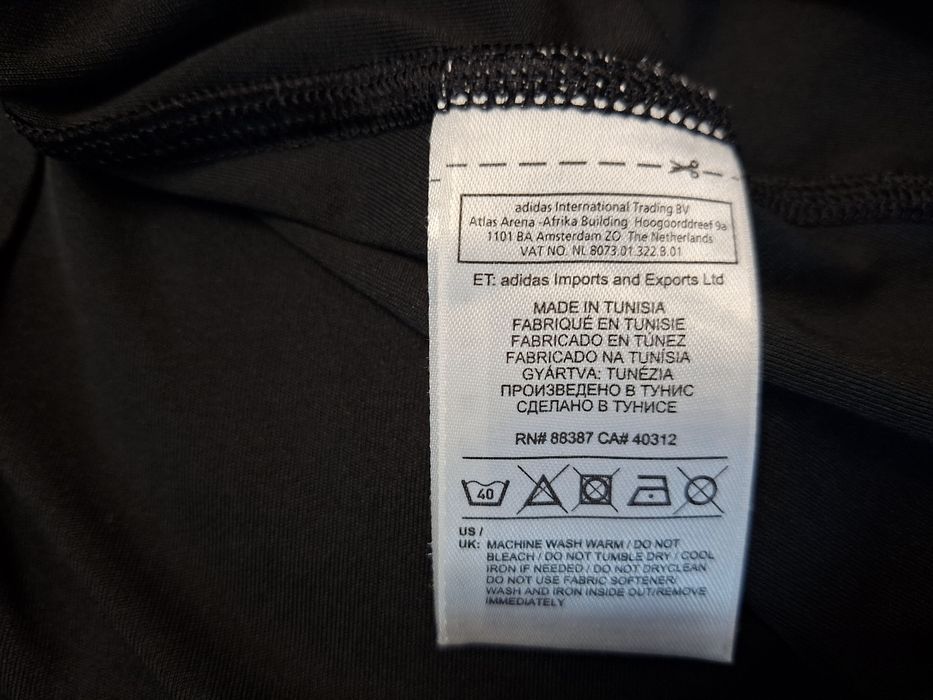 adidas International Trading BV
Atlas Arena -Afrika Building Hoogoorddreef 9a
1101 BA Amsterdam ZO The Netherlands
VAT NO. NL 8073.01.322.B.01
ET: adidas Imports and Exports Ltd
MADE IN TUNISIA
FABRIQUÉ EN TUNISIE
FABRICADO EN TÚNEZ
FABRICADO NA TUNÍSIA
GYÁRTVA: TUNÉZIA
ПРОИЗВЕДЕНО В ТУНИС
СДЕЛАНО В ТУНИСЕ
RN# 88387 CA# 40312
40
US /
UK: MACHINE WASH WARM / DO NOT
BLEACH / DO NOT TUMBLE DRY / COOL
IRON IF NEEDED / DO NOT DRYCLEAN
DO NOT USE FABRIC SOFTENER/
WASH AND IRON INSIDE OUT/REMOVE
IMMEDIATELY